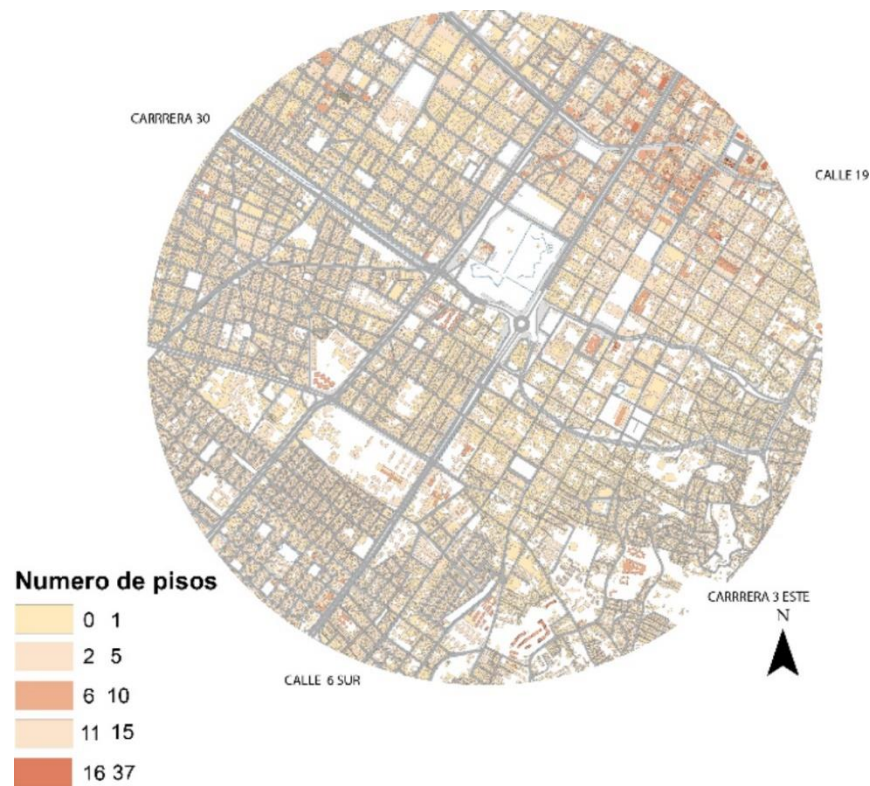 CARRRERA 30
CALLE 19
Numero de pisos
0 1
2 5
6 10
11 15
16 37
CARRRERA 3 ESTE
N
CALLE 6 SUR